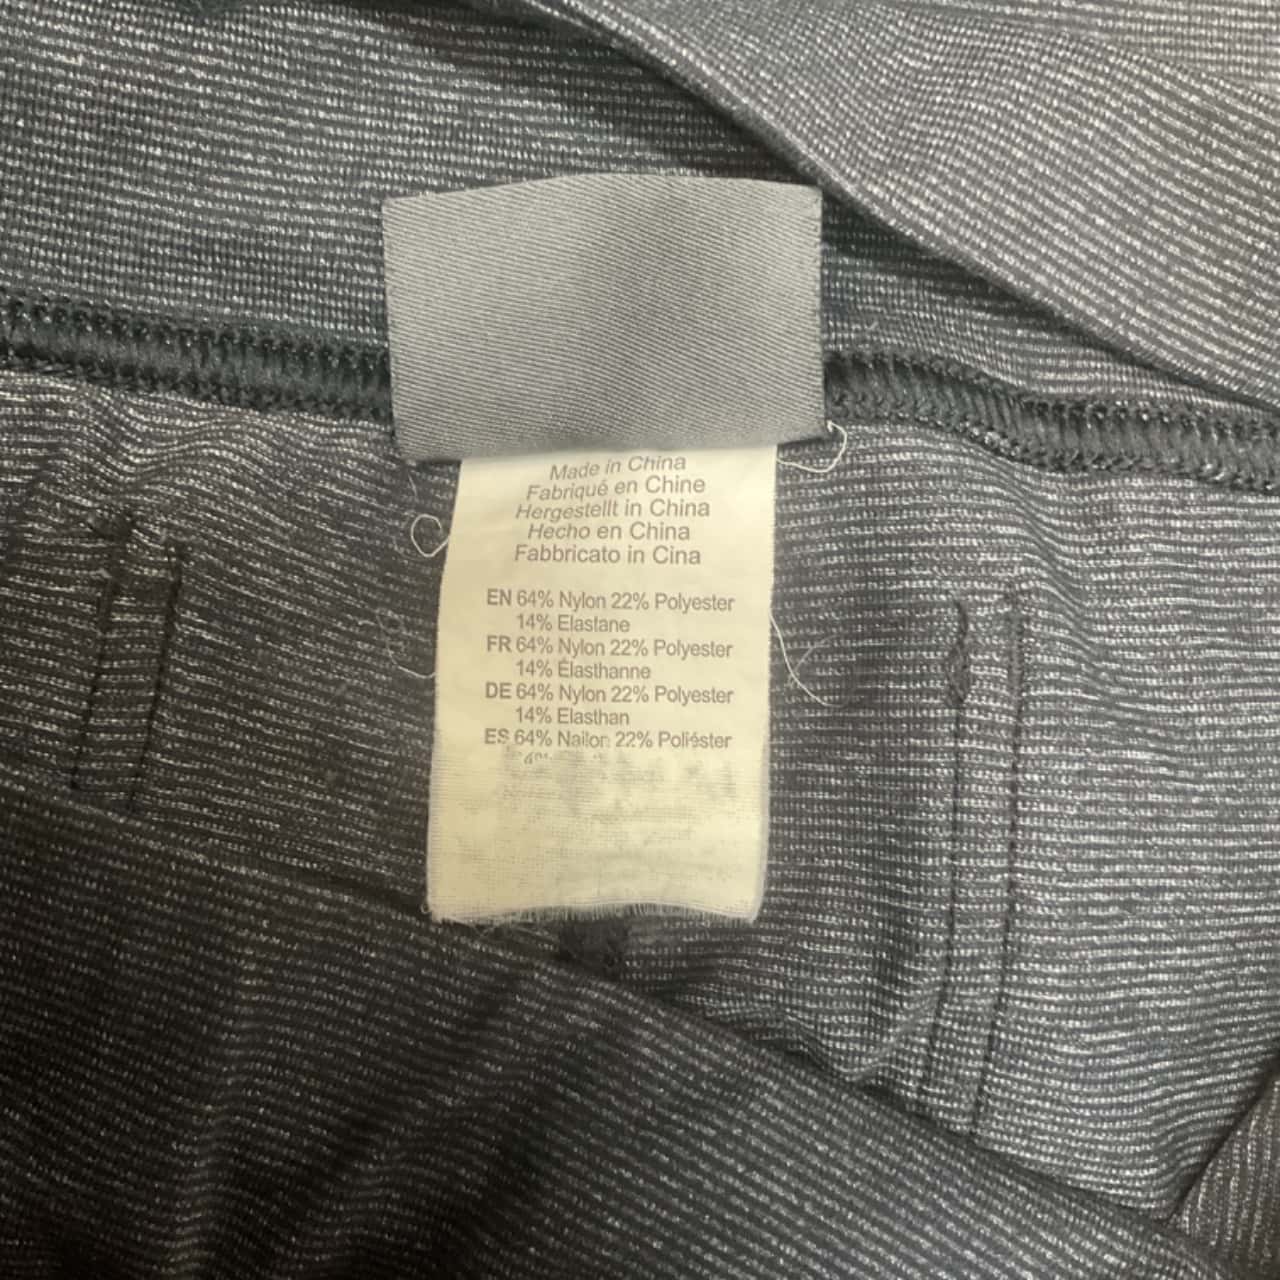 Made in China
Fabriqué en Chine
Hergestellt in China
Hecho en China
Fabbricato in Cina
EN 64% Nylon 22% Polyester
14% Elastane
FR 64% Nylon 22% Polyester
14% Élasthanne
DE 64% Nylon 22% Polyester
14% Elasthan
ES 64% Nailon 22% Poliéster